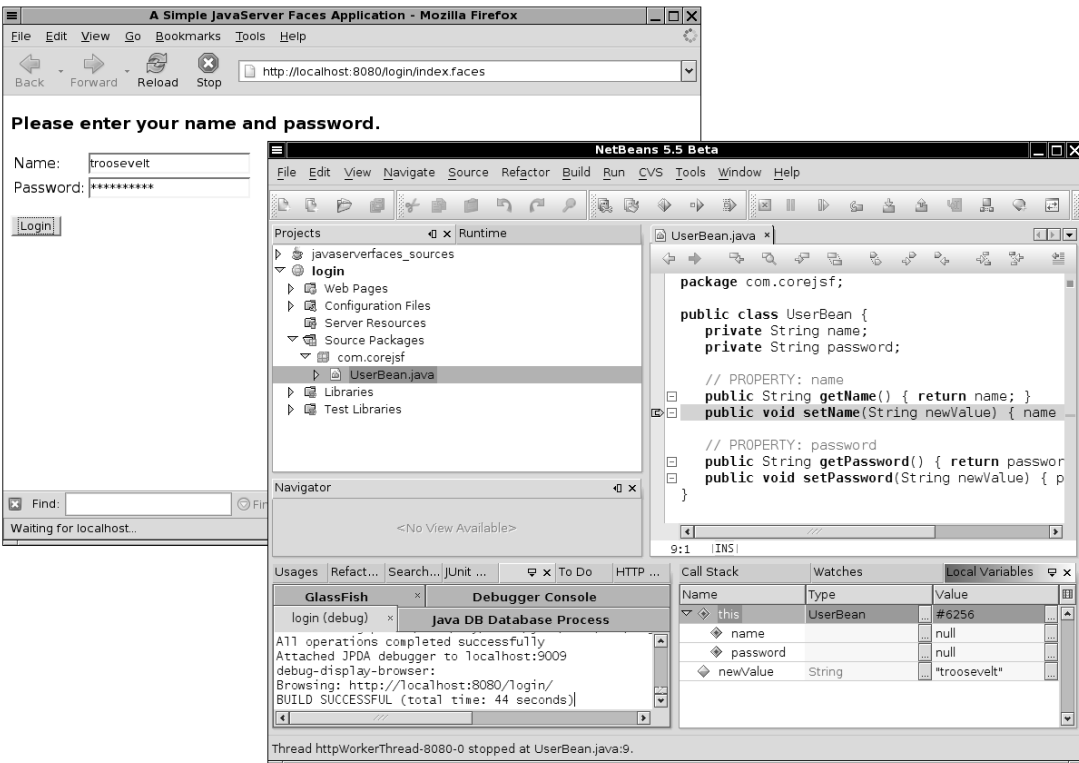 A Simple JavaServer Faces Application - Mozilla Firefox
File Edit View Go Bookmarks Tools Help
Back Forward Reload Stop
http://localhost:8080/login/index.faces
Please enter your name and password.
Name: troosevelt
Password: **********
Login
Find: Fin
Waiting for localhost...
NetBeans 5.5 Beta
File Edit View Navigate Source Refactor Build Run CVS Tools Window Help
Projects Runtime
javaserverfaces_sources
login
Web Pages
Configuration Files
Server Resources
Source Packages
com.corejsf
UserBean.java
Libraries
Test Libraries
Navigator
<No View Available>
UserBean.java
package com.corejsf;
public class UserBean {
private String name;
private String password;
// PROPERTY: name
public String getName() { return name; }
public void setName(String newValue) { name
// PROPERTY: password
public String getPassword() { return passwor
public void setPassword(String newValue) { p
}
9:1 INS
Usages Refact... Search... JUnit ... To Do HTTP ...
GlassFish Debugger Console
login (debug) Java DB Database Process
All operations completed successfully
Attached JPDA debugger to localhost:9009
debug-display-browser:
Browsing: http://localhost:8080/login/
BUILD SUCCESSFUL (total time: 44 seconds)
Call Stack Watches Local Variables
Name Type Value
this UserBean ... #6256 ...
name ... null ...
password ... null ...
newValue String ... "troosevelt" ...
Thread httpWorkerThread-8080-0 stopped at UserBean.java:9.